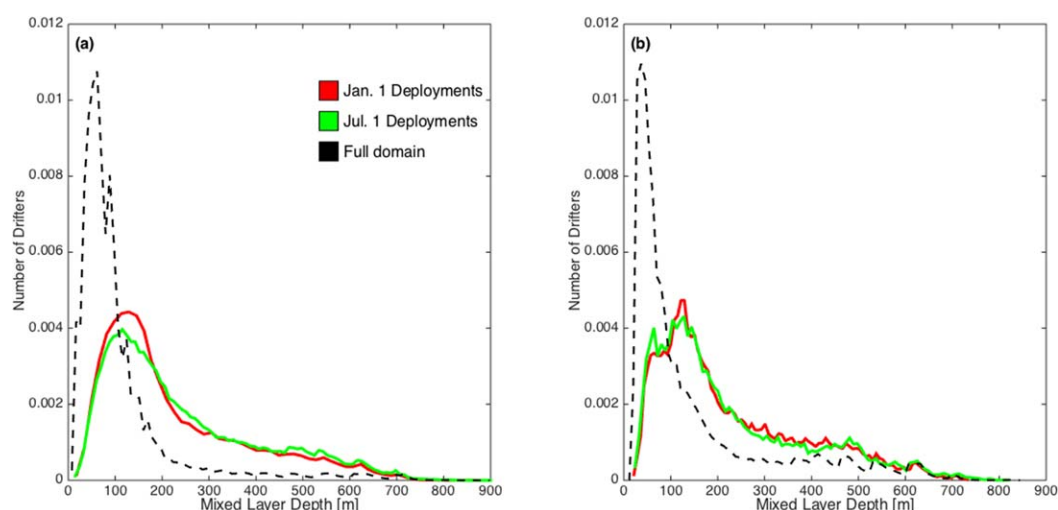 (a)
0.012
0.01
0.008
0.006
0.004
0.002
0
Number of Drifters
Jan. 1 Deployments
Jul. 1 Deployments
Full domain
0 100 200 300 400 500 600 700 800 900
Mixed Layer Depth [m]
(b)
0.012
0.01
0.008
0.006
0.004
0.002
0
Number of Drifters
0 100 200 300 400 500 600 700 800 900
Mixed Layer Depth [m]